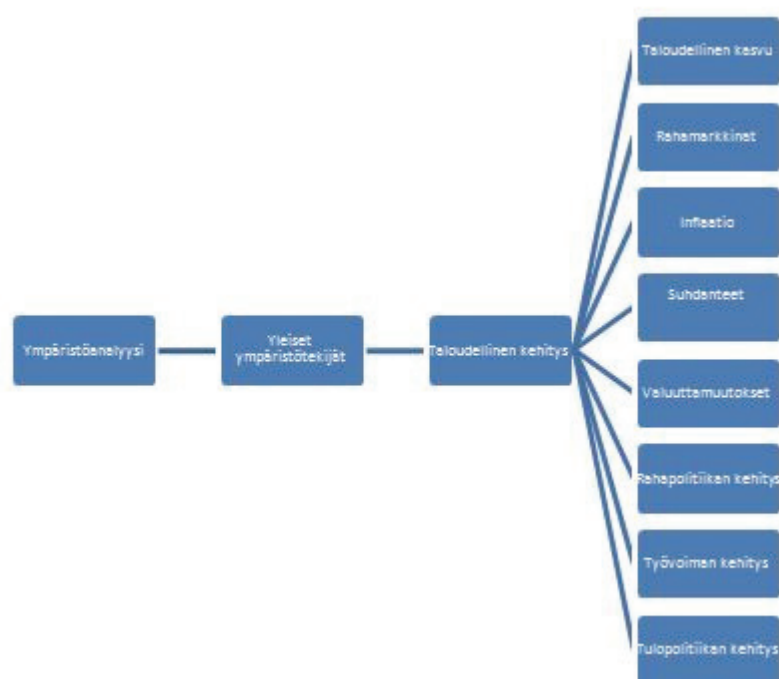 Ympäristöanalyysi
Yleiset
ympäristötekijät
Taloudellinen kehitys
Taloudellinen kasvu
Rahamarkkinat
Inflaatio
Suhdanteet
Valuuttamuutokset
Rahapolitiikan kehitys
Työvoiman kehitys
Tulopolitiikan kehitys